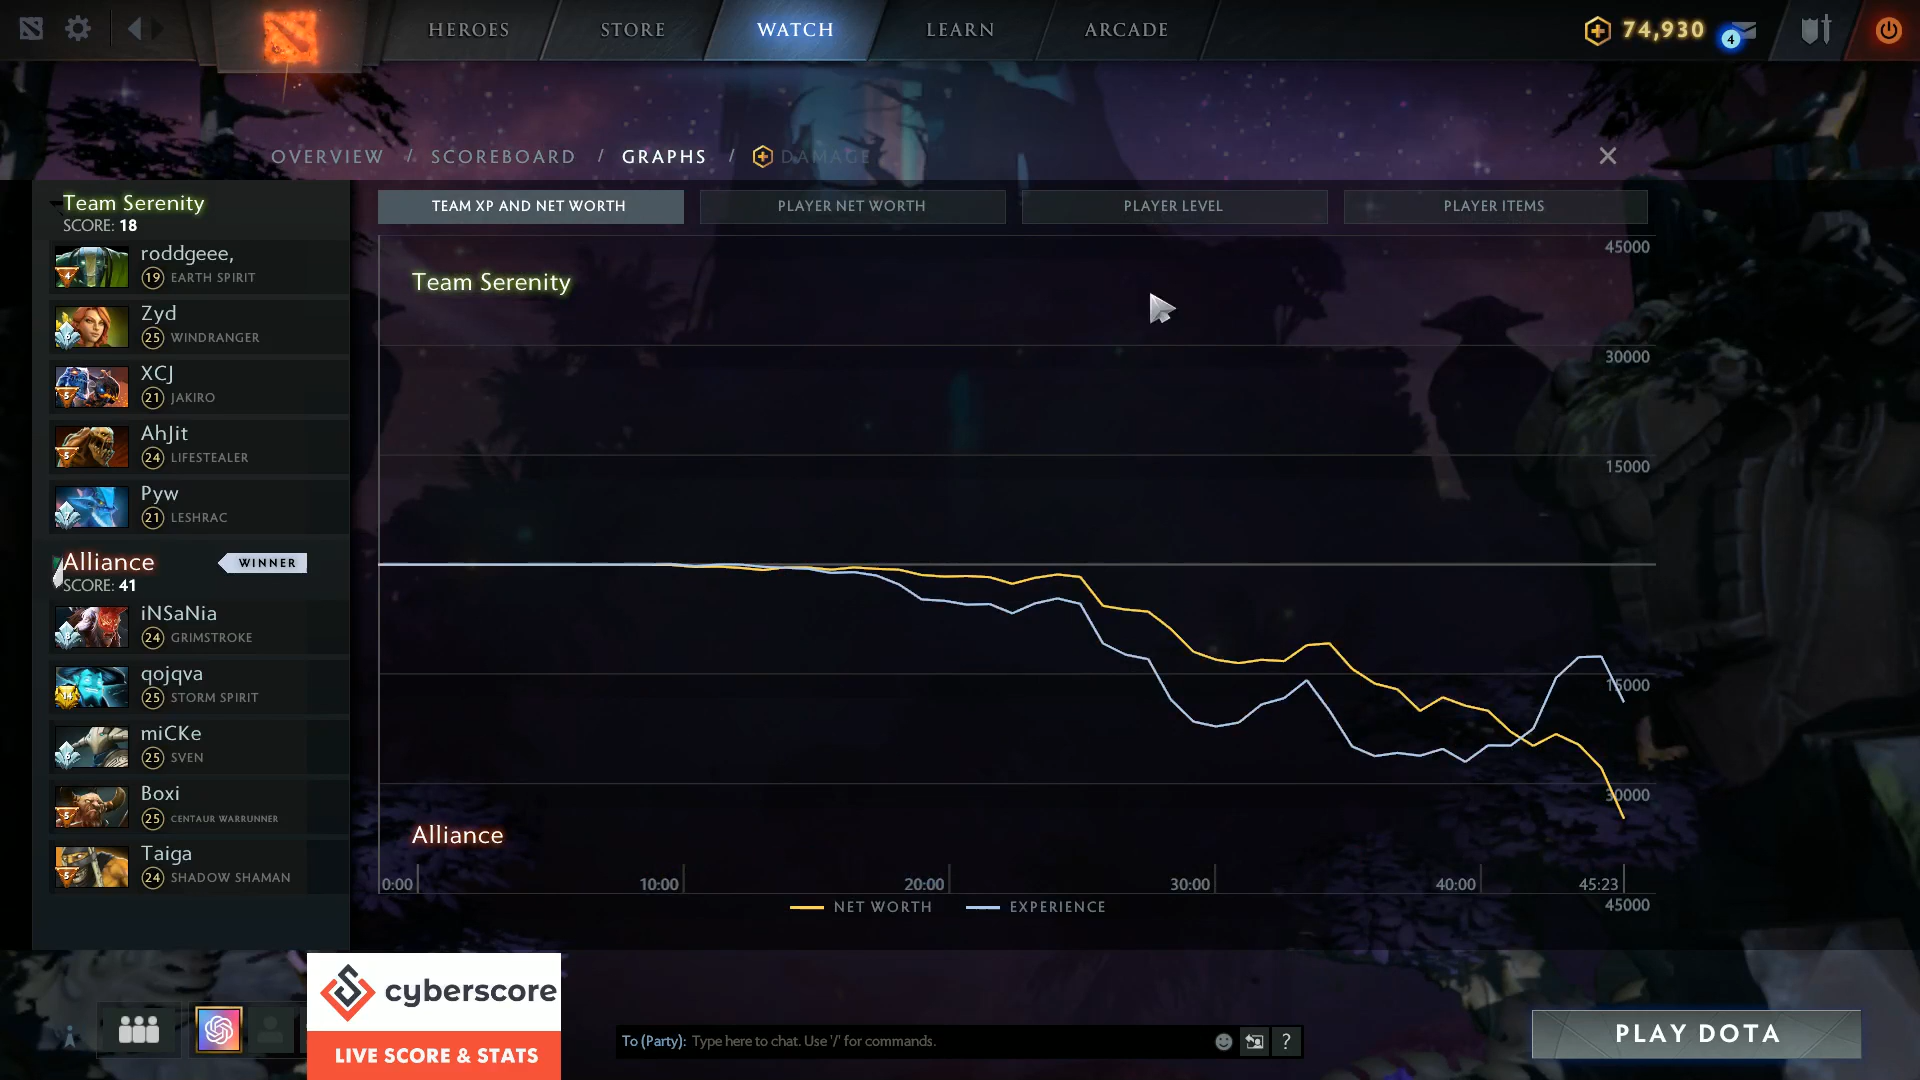 HEROES
STORE
WATCH
LEARN
ARCADE
74,930
4
OVERVIEW / SCOREBOARD / GRAPHS / DAMAGE
Team Serenity
SCORE: 18
roddgeee,
19 EARTH SPIRIT
Zyd
25 WINDRANGER
XCJ
21 JAKIRO
AhJit
24 LIFESTEALER
Pyw
21 LESHRAC
Alliance
WINNER
SCORE: 41
iNSaNia
24 GRIMSTROKE
qojqva
25 STORM SPIRIT
miCKe
25 SVEN
Boxi
25 CENTAUR WARRUNNER
Taiga
24 SHADOW SHAMAN
TEAM XP AND NET WORTH
PLAYER NET WORTH
PLAYER LEVEL
PLAYER ITEMS
45000
Team Serenity
30000
15000
15000
30000
Alliance
0:00
10:00
20:00
30:00
40:00
45:23
45000
NET WORTH
EXPERIENCE
cyberscore
LIVE SCORE & STATS
To (Party): Type here to chat. Use '/' for commands.
?
PLAY DOTA